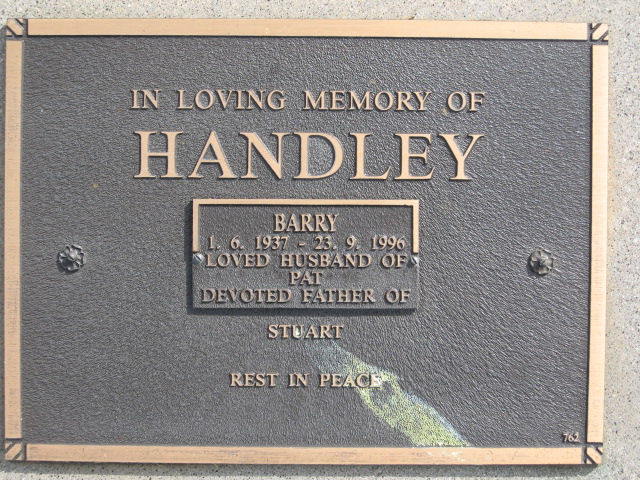 IN LOVING MEMORY OF
HANDLEY
BARRY
1. 6. 1937 - 23. 9. 1996
LOVED HUSBAND OF
PAT
DEVOTED FATHER OF
STUART
REST IN PEACE
762